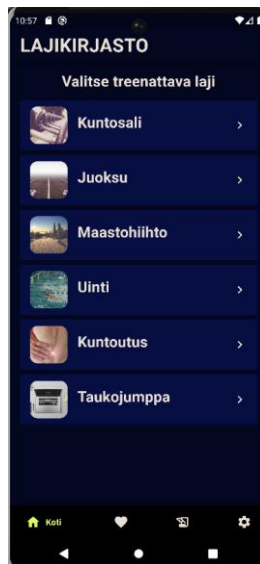 10:57
LAJIKIRJASTO
Valitse treenattava laji
Kuntosali
Juoksu
Maastohiihto
Uinti
Kuntoutus
Taukojumppa
Koti